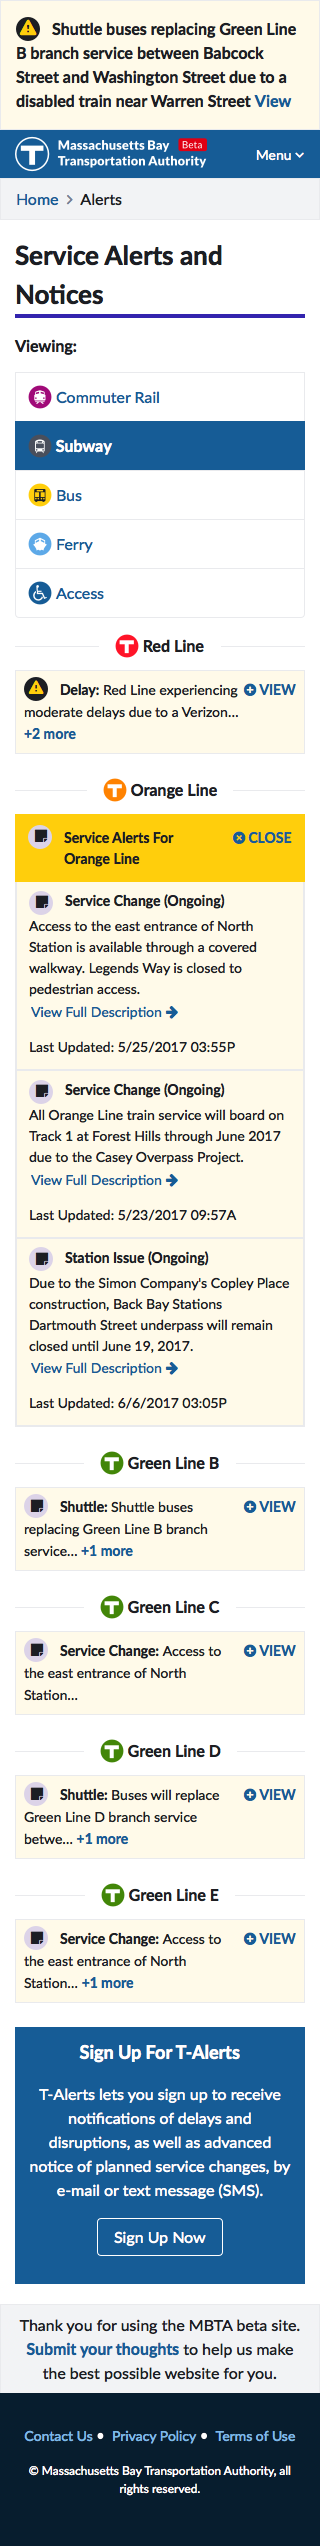 Shuttle buses replacing Green Line
B branch service between Babcock
Street and Washington Street due to a
disabled train near Warren Street View
Massachusetts Bay Beta
Transportation Authority
Menu
Home > Alerts
Service Alerts and
Notices
Viewing:
Commuter Rail
Subway
Bus
Ferry
Access
T Red Line
Delay: Red Line experiencing VIEW
moderate delays due to a Verizon...
+2 more
T Orange Line
Service Alerts For CLOSE
Orange Line
Service Change (Ongoing)
Access to the east entrance of North
Station is available through a covered
walkway. Legends Way is closed to
pedestrian access.
View Full Description
Last Updated: 5/25/2017 03:55P
Service Change (Ongoing)
All Orange Line train service will board on
Track 1 at Forest Hills through June 2017
due to the Casey Overpass Project.
View Full Description
Last Updated: 5/23/2017 09:57A
Station Issue (Ongoing)
Due to the Simon Company's Copley Place
construction, Back Bay Stations
Dartmouth Street underpass will remain
closed until June 19, 2017.
View Full Description
Last Updated: 6/6/2017 03:05P
T Green Line B
Shuttle: Shuttle buses VIEW
replacing Green Line B branch
service... +1 more
T Green Line C
Service Change: Access to VIEW
the east entrance of North
Station...
T Green Line D
Shuttle: Buses will replace VIEW
Green Line D branch service
betwe... +1 more
T Green Line E
Service Change: Access to VIEW
the east entrance of North
Station... +1 more
Sign Up For T-Alerts
T-Alerts lets you sign up to receive
notifications of delays and
disruptions, as well as advanced
notice of planned service changes, by
e-mail or text message (SMS).
Sign Up Now
Thank you for using the MBTA beta site.
Submit your thoughts to help us make
the best possible website for you.
Contact Us • Privacy Policy • Terms of Use
© Massachusetts Bay Transportation Authority, all
rights reserved.